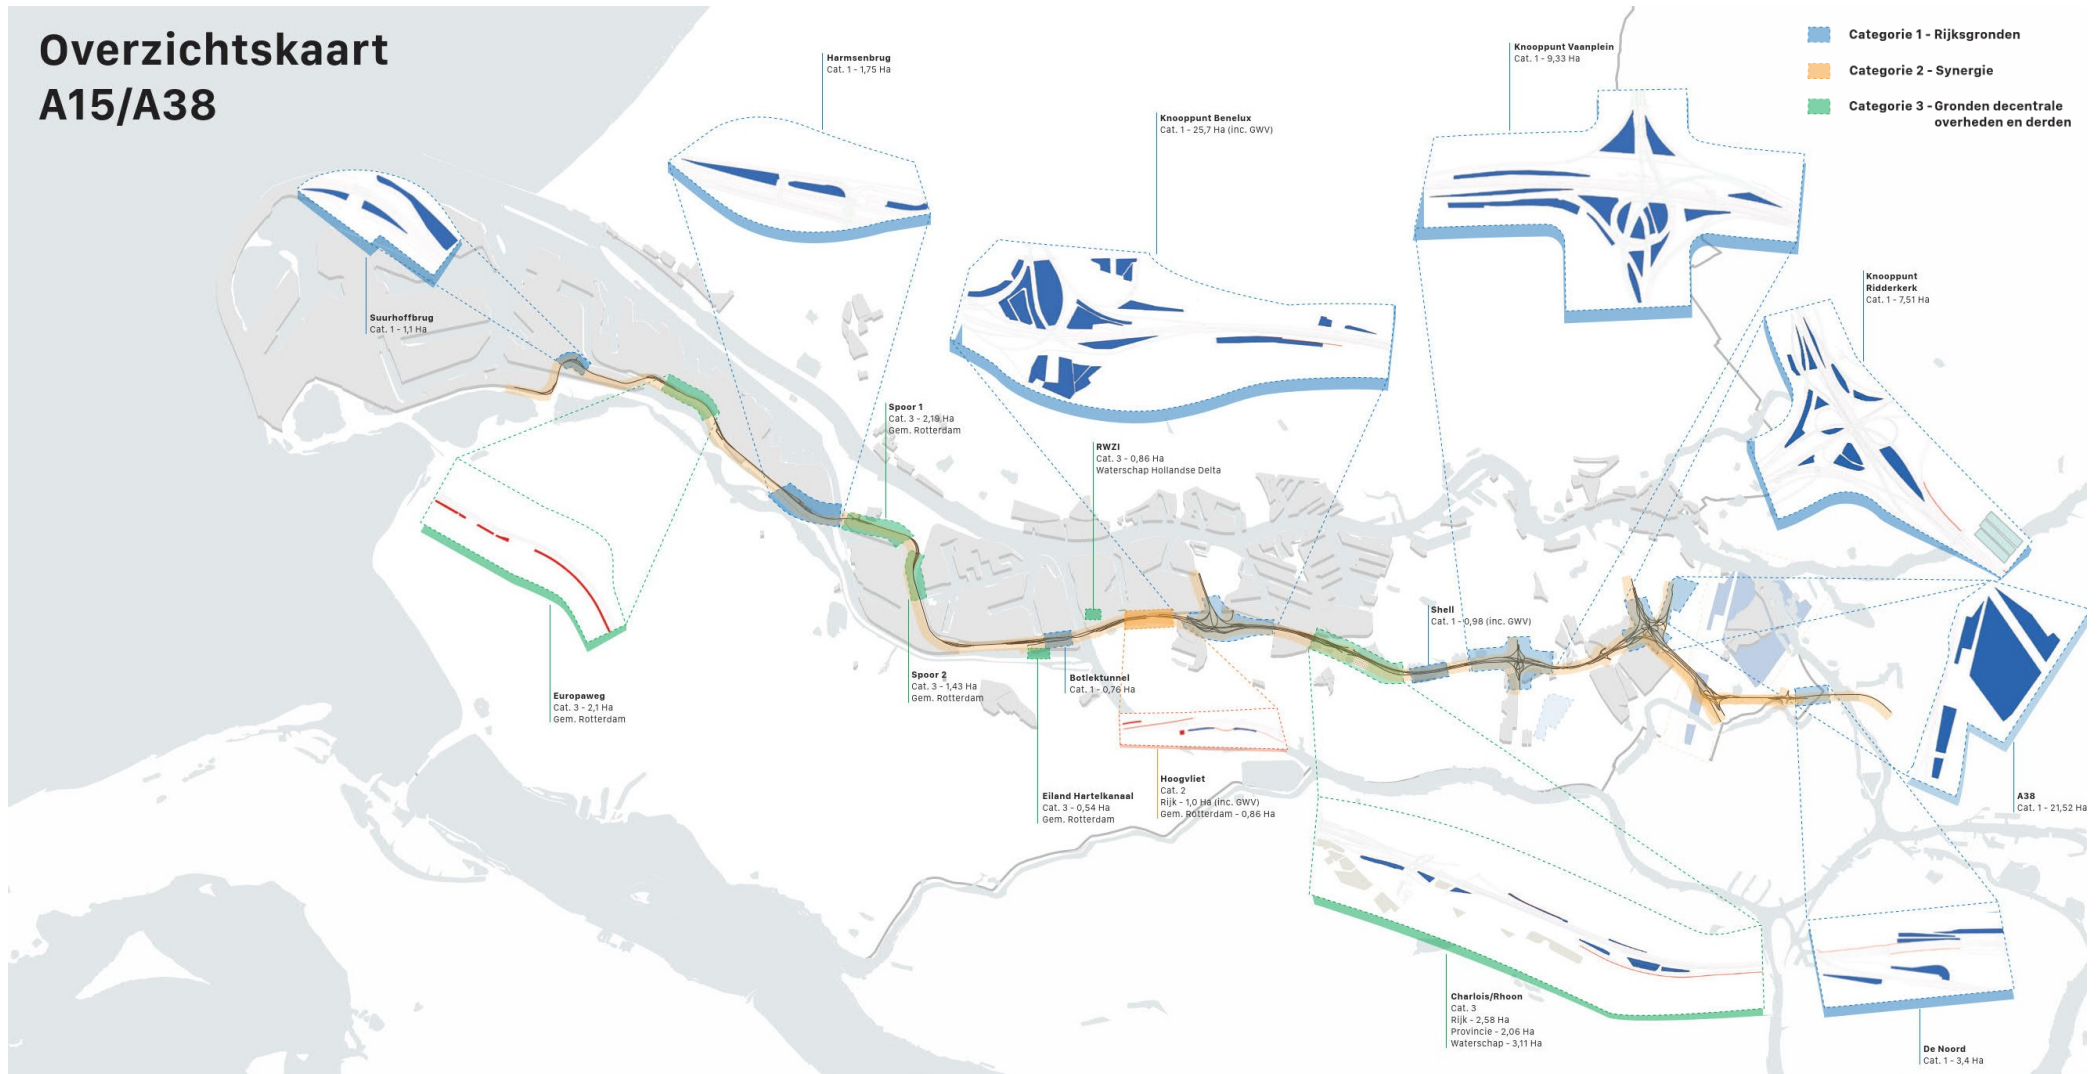 Overzichtskaart
A15/A38
Categorie 1 - Rijksgronden
Categorie 2 - Synergie
Categorie 3 - Gronden decentrale
overheden en derden
Harmsenbrug
Cat. 1 - 1,75 Ha
Knooppunt Benelux
Cat. 1 - 25,7 Ha (inc. GWV)
Knooppunt Vaanplein
Cat. 1 - 9,33 Ha
Knooppunt
Ridderkerk
Cat. 1 - 7,51 Ha
Suurhoffbrug
Cat. 1 - 1,1 Ha
Spoor 1
Cat. 3 - 2,19 Ha
Gem. Rotterdam
RWZI
Cat. 3 - 0,86 Ha
Waterschap Hollandse Delta
Shell
Cat. 1 - 0,98 (inc. GWV)
Europaweg
Cat. 3 - 2,1 Ha
Gem. Rotterdam
Spoor 2
Cat. 3 - 1,43 Ha
Gem. Rotterdam
Botlektunnel
Cat. 1 - 0,76 Ha
Eiland Hartelkanaal
Cat. 3 - 0,54 Ha
Gem. Rotterdam
Hoogvliet
Cat. 2
Rijk - 1,0 Ha (inc. GWV)
Gem. Rotterdam - 0,86 Ha
A38
Cat. 1 - 21,52 Ha
Charlois/Rhoon
Cat. 3
Rijk - 2,58 Ha
Provincie - 2,06 Ha
Waterschap - 3,11 Ha
De Noord
Cat. 1 - 3,4 Ha